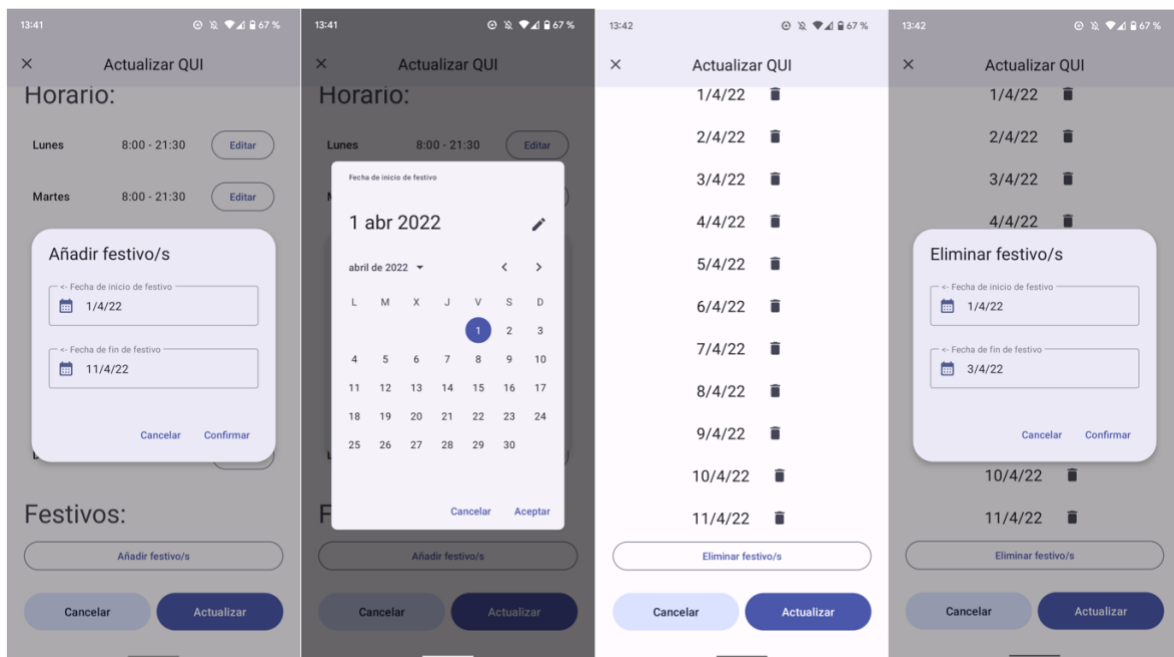 13:41 67 %
Actualizar QUI
Horario:
Lunes 8:00 - 21:30 Editar
Martes 8:00 - 21:30 Editar
Añadir festivo/s
<- Fecha de inicio de festivo
1/4/22
<- Fecha de fin de festivo
11/4/22
Cancelar Confirmar
Festivos:
Añadir festivo/s
Cancelar Actualizar
13:41 67 %
Actualizar QUI
Horario:
Lunes 8:00 - 21:30 Editar
Fecha de inicio de festivo
1 abr 2022
abril de 2022
L M X J V S D
1 2 3
4 5 6 7 8 9 10
11 12 13 14 15 16 17
18 19 20 21 22 23 24
25 26 27 28 29 30
Cancelar Aceptar
Añadir festivo/s
Cancelar Actualizar
13:42 67 %
Actualizar QUI
1/4/22
2/4/22
3/4/22
4/4/22
5/4/22
6/4/22
7/4/22
8/4/22
9/4/22
10/4/22
11/4/22
Eliminar festivo/s
Cancelar Actualizar
13:42 67 %
Actualizar QUI
1/4/22
2/4/22
3/4/22
4/4/22
Eliminar festivo/s
<- Fecha de inicio de festivo
1/4/22
<- Fecha de fin de festivo
3/4/22
Cancelar Confirmar
10/4/22
11/4/22
Eliminar festivo/s
Cancelar Actualizar